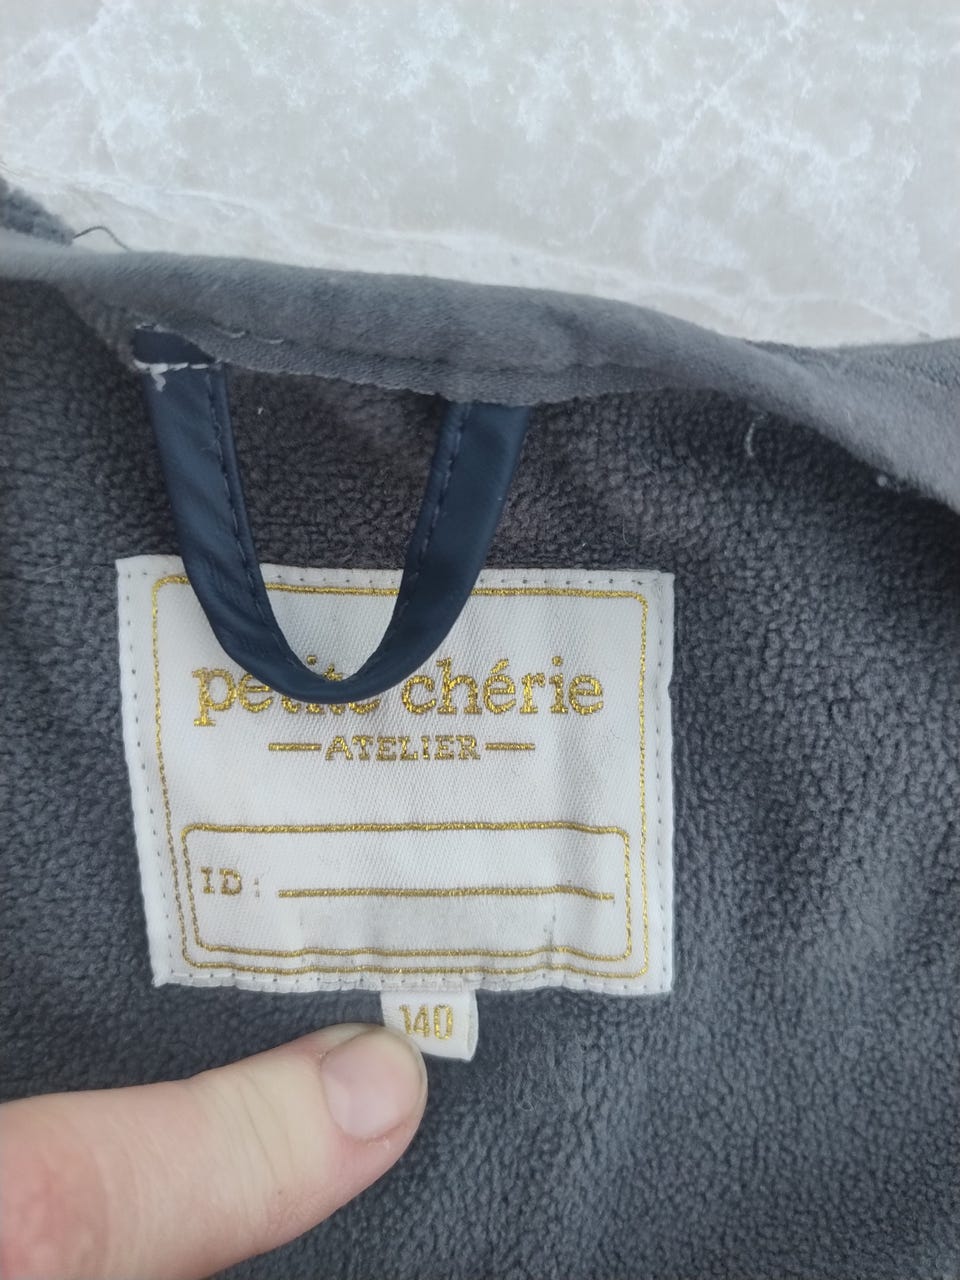 petite chérie
ATELIER
ID:
140